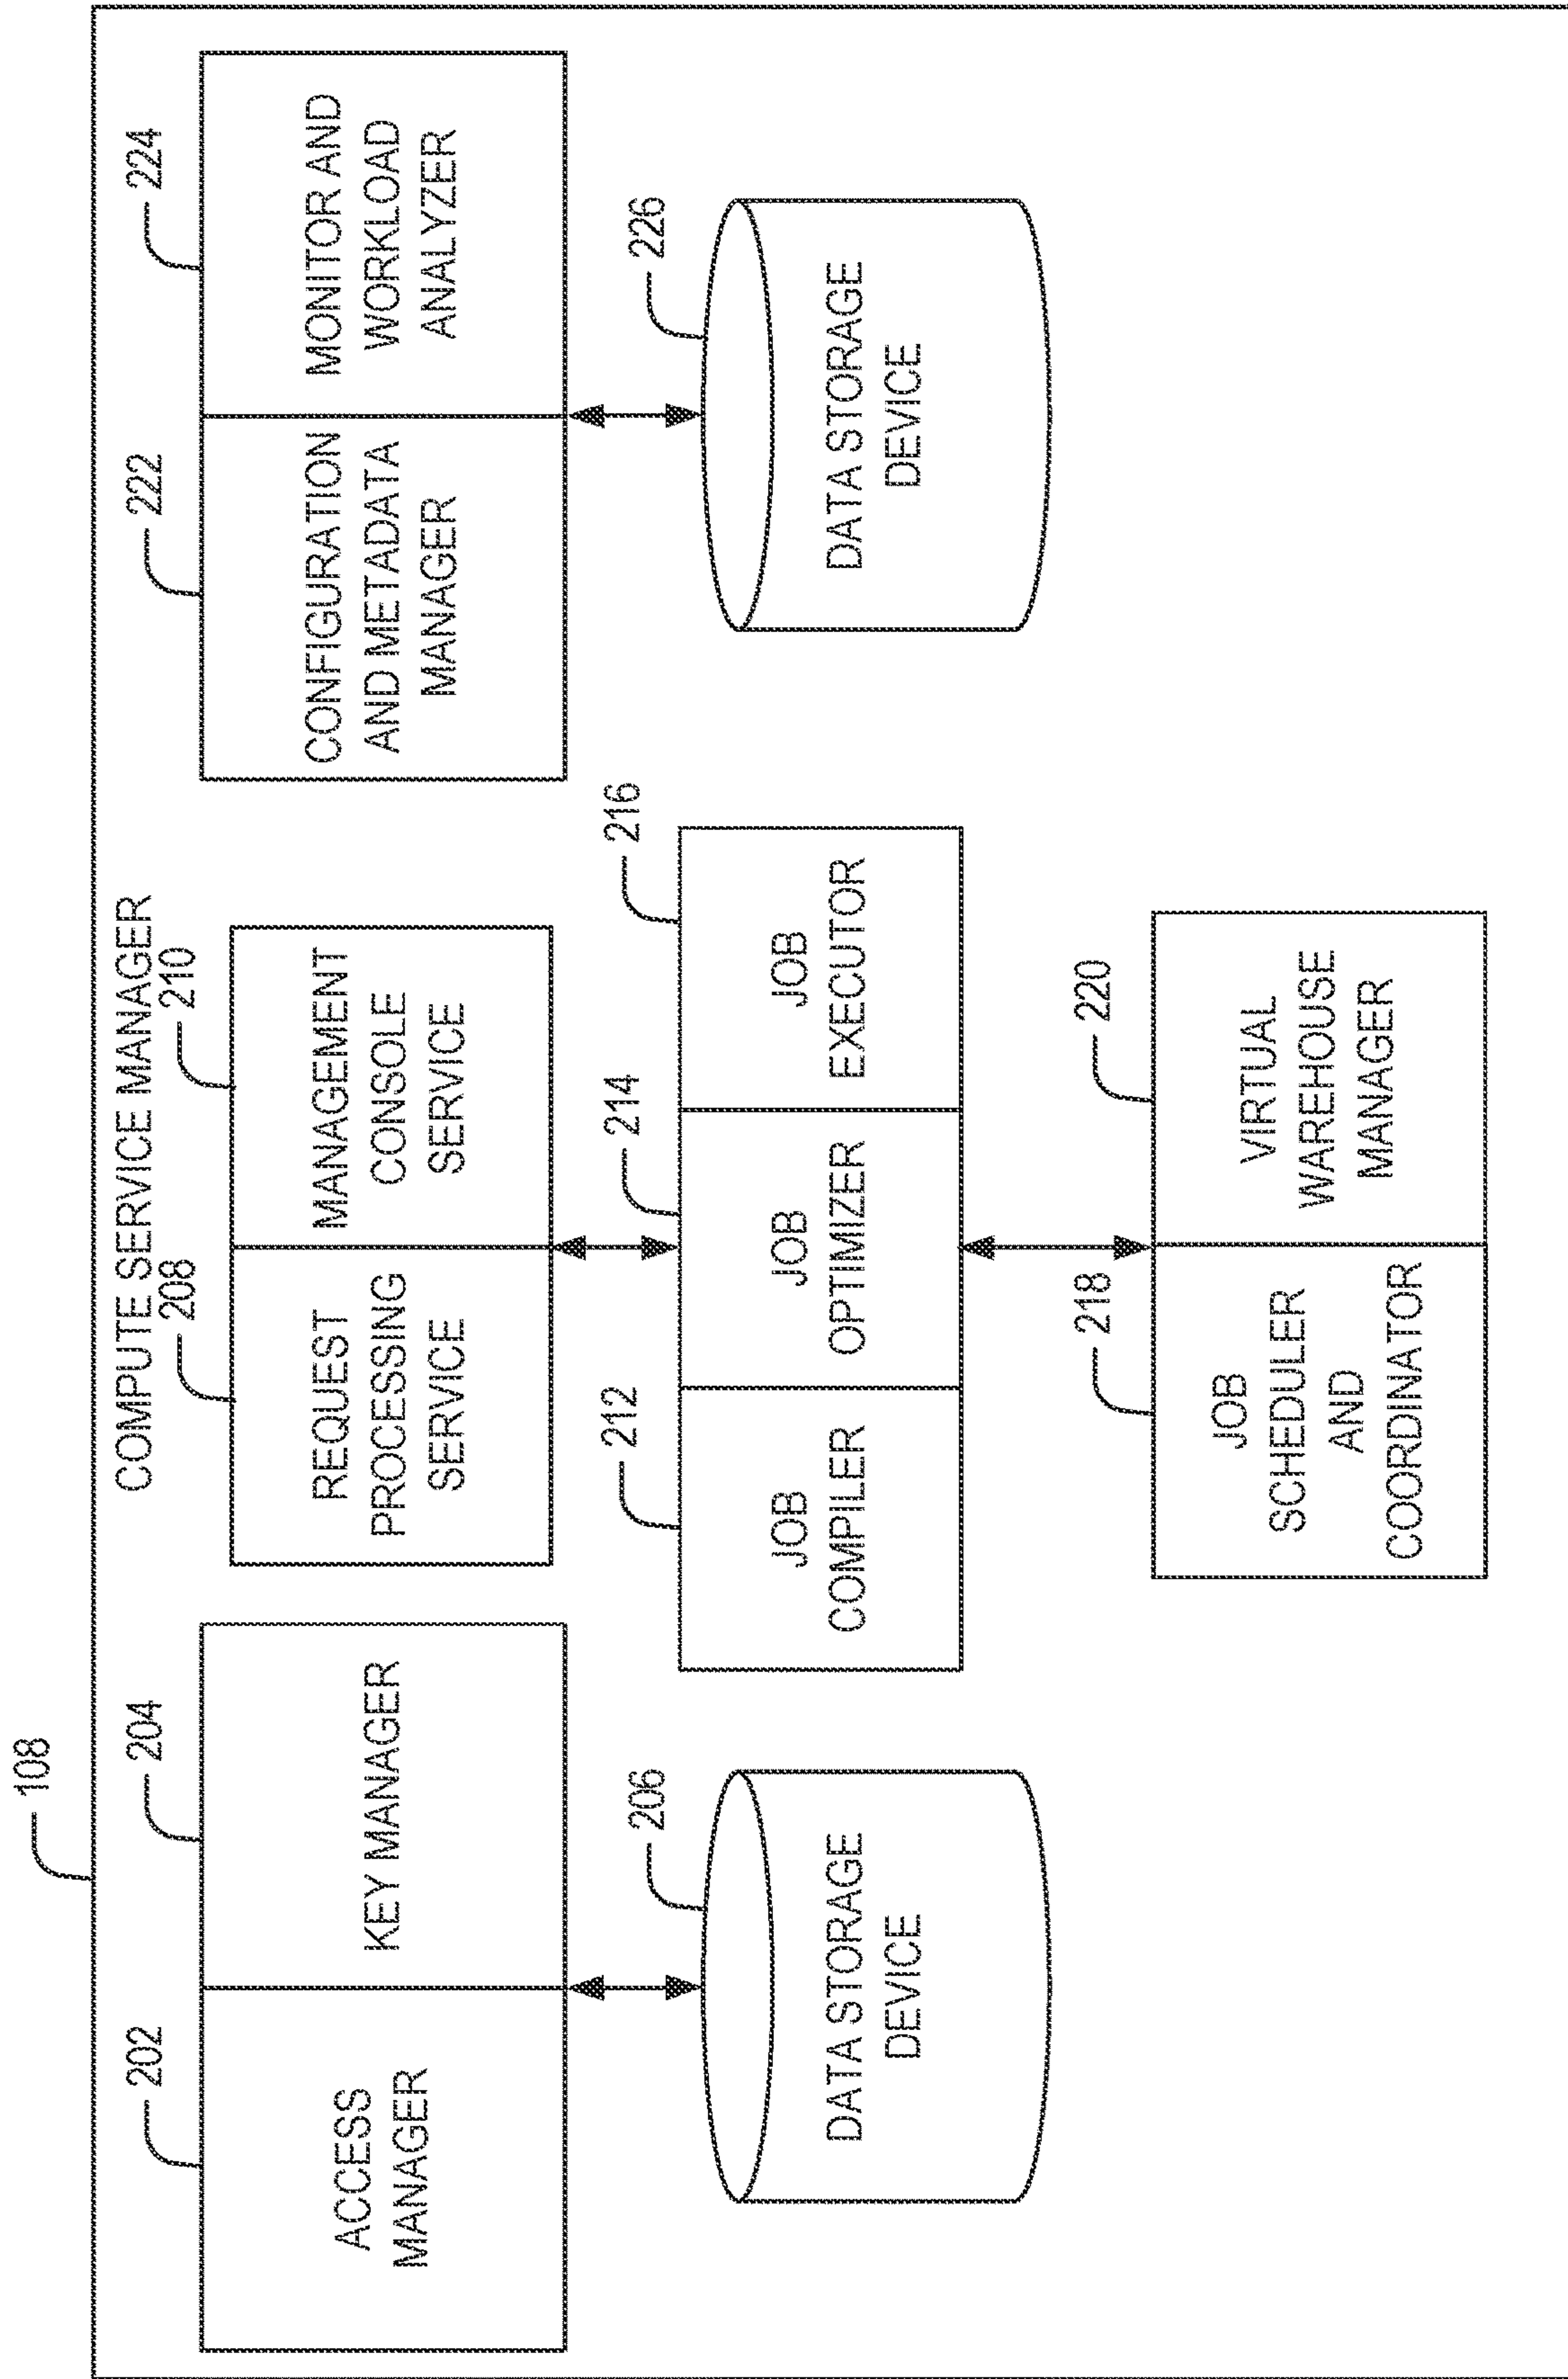 108
COMPUTE SERVICE MANAGER
202
ACCESS
MANAGER
204
KEY MANAGER
206
DATA STORAGE
DEVICE
208
REQUEST
PROCESSING
SERVICE
210
MANAGEMENT
CONSOLE
SERVICE
212
JOB
COMPILER
214
JOB
OPTIMIZER
216
JOB
EXECUTOR
218
JOB
SCHEDULER
AND
COORDINATOR
220
VIRTUAL
WAREHOUSE
MANAGER
222
CONFIGURATION
AND METADATA
MANAGER
224
MONITOR AND
WORKLOAD
ANALYZER
226
DATA STORAGE
DEVICE